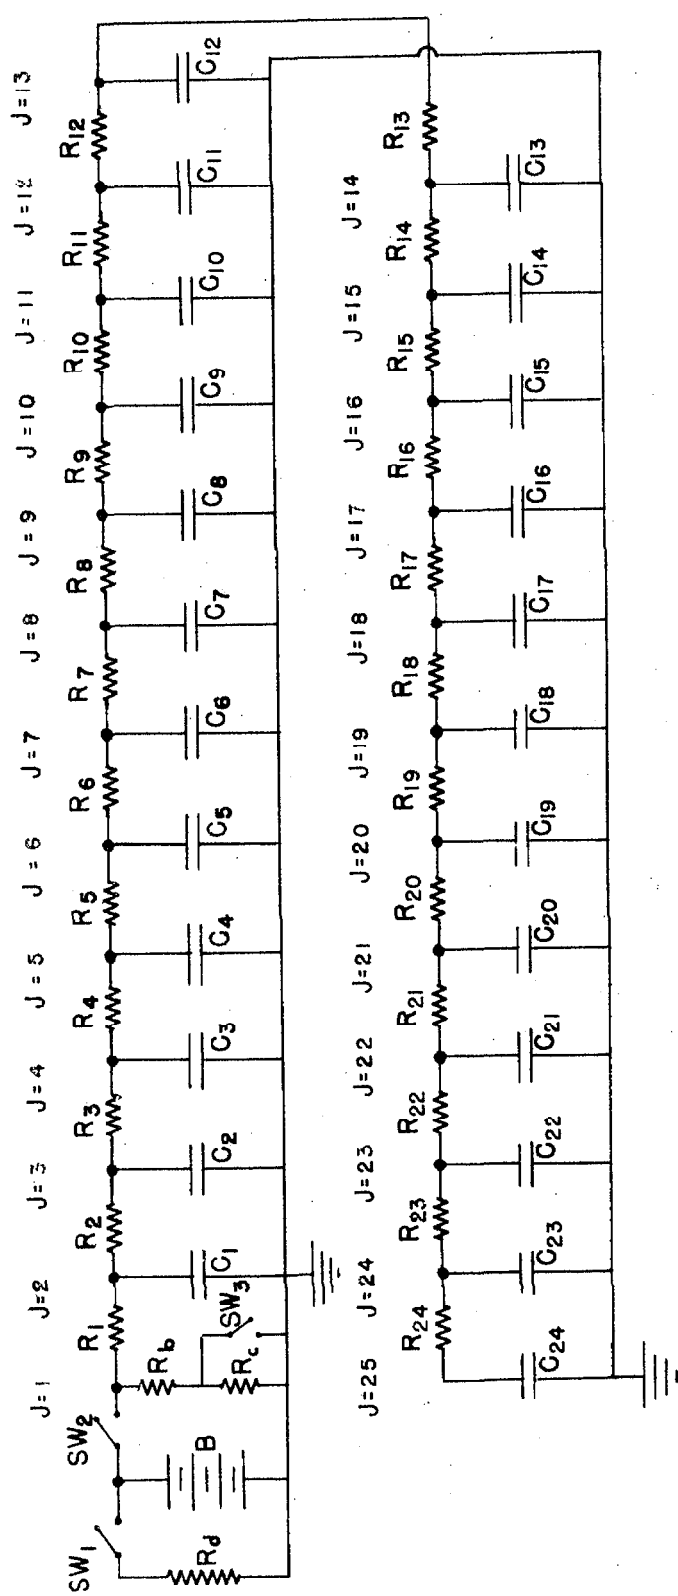 J=1 J=2 J=3 J=4 J=5 J=6 J=7 J=8 J=9 J=10 J=11 J=12 J=13
SW1 SW2 R1 R2 R3 R4 R5 R6 R7 R8 R9 R10 R11 R12
Rd B Rb Rc SW3 C1 C2 C3 C4 C5 C6 C7 C8 C9 C10 C11 C12
J=25 J=24 J=23 J=22 J=21 J=20 J=19 J=18 J=17 J=16 J=15 J=14
R24 R23 R22 R21 R20 R19 R18 R17 R16 R15 R14 R13
C24 C23 C22 C21 C20 C19 C18 C17 C16 C15 C14 C13